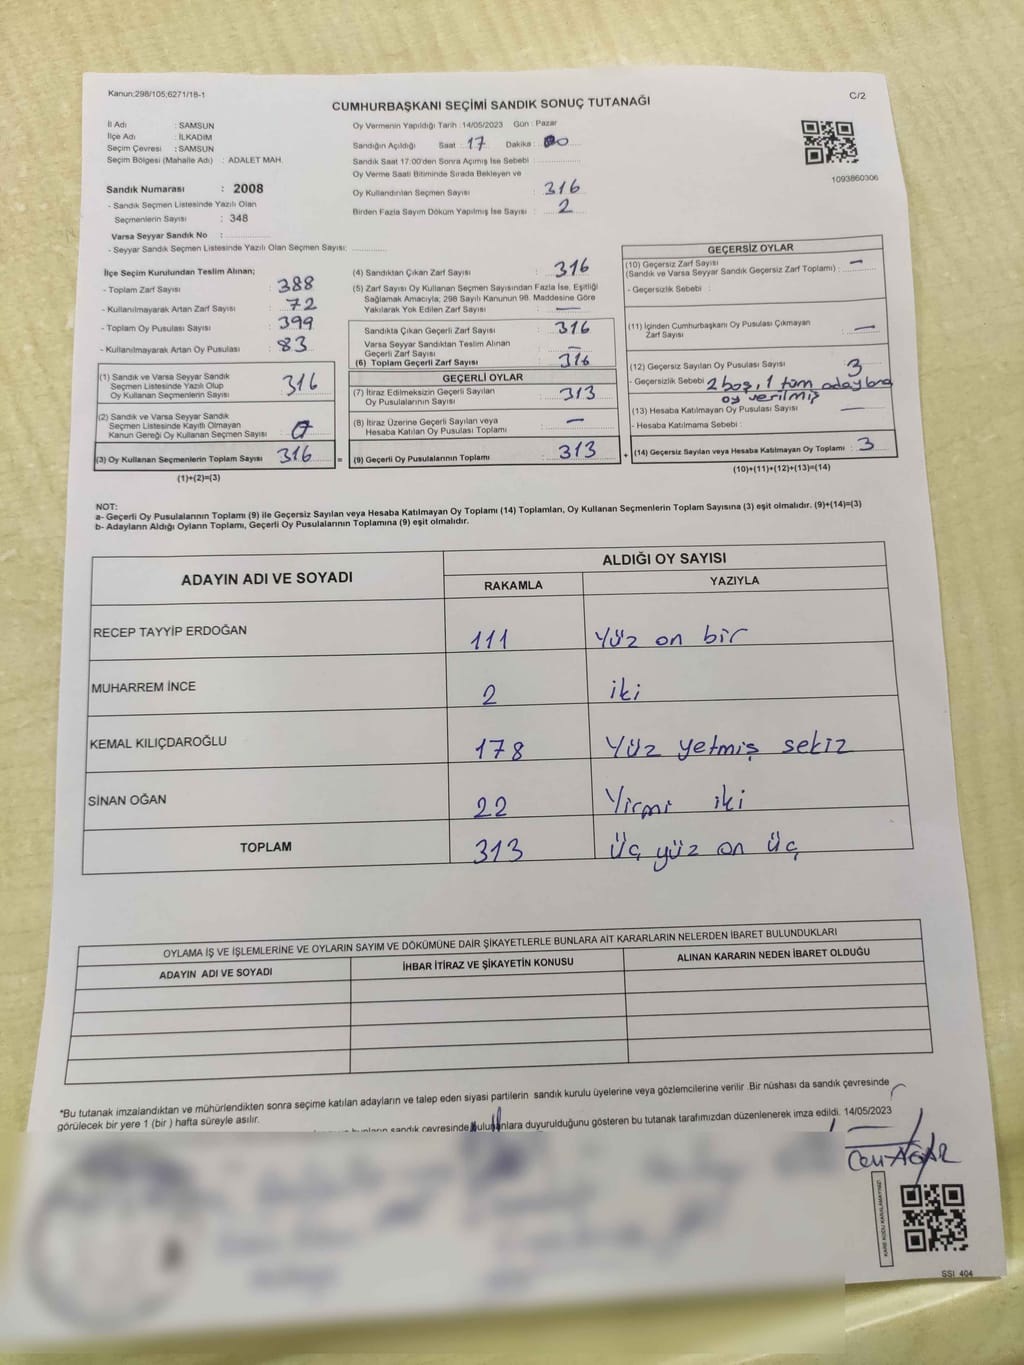 Kanun:298/105;6271/18-1
CUMHURBAŞKANI SEÇİMİ SANDIK SONUÇ TUTANAĞI
C/2
İl Adı : SAMSUN
İlçe Adı : İLKADIM
Seçim Çevresi : SAMSUN
Seçim Bölgesi (Mahalle Adı) : ADALET MAH.
Sandık Numarası : 2008
- Sandık Seçmen Listesinde Yazılı Olan
Seçmenlerin Sayısı : 348
Varsa Seyyar Sandık No :
- Seyyar Sandık Seçmen Listesinde Yazılı Olan Seçmen Sayısı:
Oy Vermenin Yapıldığı Tarih : 14/05/2023 Gün : Pazar
Sandığın Açıldığı Saat : 17 Dakika : 00
Sandık Saat 17:00'den Sonra Açımış İse Sebebi :
Oy Verme Saati Bitiminde Sırada Bekleyen ve
Oy Kullandırılan Seçmen Sayısı : 316
Birden Fazla Sayım Döküm Yapılmış İse Sayısı : 2
1093860306
İlçe Seçim Kurulundan Teslim Alınan;
- Toplam Zarf Sayısı : 388
- Kullanılmayarak Artan Zarf Sayısı : 72
- Toplam Oy Pusulası Sayısı : 399
- Kullanılmayarak Artan Oy Pusulası : 83
(1) Sandık ve Varsa Seyyar Sandık
Seçmen Listesinde Yazılı Olup
Oy Kullanan Seçmenlerin Sayısı : 316
(2) Sandık ve Varsa Seyyar Sandık
Seçmen Listesinde Kayıtlı Olmayan
Kanun Gereği Oy Kullanan Seçmen Sayısı : 0
(3) Oy Kullanan Seçmenlerin Toplam Sayısı : 316
(1)+(2)=(3)
(4) Sandıktan Çıkan Zarf Sayısı : 316
(5) Zarf Sayısı Oy Kullanan Seçmen Sayısından Fazla İse, Eşitliği
Sağlamak Amacıyla; 298 Sayılı Kanunun 98. Maddesine Göre
Yakılarak Yok Edilen Zarf Sayısı : —
Sandıkta Çıkan Geçerli Zarf Sayısı : 316
Varsa Seyyar Sandıktan Teslim Alınan
Geçerli Zarf Sayısı : —
(6) Toplam Geçerli Zarf Sayısı : 316
GEÇERLİ OYLAR
(7) İtiraz Edilmeksizin Geçerli Sayılan
Oy Pusulalarının Sayısı : 313
(8) İtiraz Üzerine Geçerli Sayılan veya
Hesaba Katılan Oy Pusulası Toplamı : —
= (9) Geçerli Oy Pusulalarının Toplamı : 313
GEÇERSİZ OYLAR
(10) Geçersiz Zarf Sayısı : —
(Sandık ve Varsa Seyyar Sandık Geçersiz Zarf Toplamı)
- Geçersizlik Sebebi :
(11) İçinden Cumhurbaşkanı Oy Pusulası Çıkmayan
Zarf Sayısı : —
(12) Geçersiz Sayılan Oy Pusulası Sayısı : 3
- Geçersizlik Sebebi : 2 boş, 1 tüm adaylara
oy verilmiş
(13) Hesaba Katılmayan Oy Pusulası Sayısı : —
- Hesaba Katılmama Sebebi :
+ (14) Geçersiz Sayılan veya Hesaba Katılmayan Oy Toplamı : 3
(10)+(11)+(12)+(13)=(14)
NOT:
a- Geçerli Oy Pusulalarının Toplamı (9) ile Geçersiz Sayılan veya Hesaba Katılmayan Oy Toplamı (14) Toplamları, Oy Kullanan Seçmenlerin Toplam Sayısına (3) eşit olmalıdır. (9)+(14)=(3)
b- Adayların Aldığı Oyların Toplamı, Geçerli Oy Pusulalarının Toplamına (9) eşit olmalıdır.
ADAYIN ADI VE SOYADI
ALDIĞI OY SAYISI
RAKAMLA YAZIYLA
RECEP TAYYİP ERDOĞAN 111 Yüz on bir
MUHARREM İNCE 2 iki
KEMAL KILIÇDAROĞLU 178 Yüz yetmiş sekiz
SİNAN OĞAN 22 Yirmi iki
TOPLAM 313 Üç yüz on üç
OYLAMA İŞ VE İŞLEMLERİNE VE OYLARIN SAYIM VE DÖKÜMÜNE DAİR ŞİKAYETLERLE BUNLARA AİT KARARLARIN NELERDEN İBARET BULUNDUKLARI
ADAYIN ADI VE SOYADI İHBAR İTİRAZ VE ŞİKAYETİN KONUSU ALINAN KARARIN NEDEN İBARET OLDUĞU
*Bu tutanak imzalandıktan ve mühürlendikten sonra seçime katılan adayların ve talep eden siyasi partilerin sandık kurulu üyelerine veya gözlemcilerine verilir .Bir nüshası da sandık çevresinde
görülecek bir yere 1 (bir ) hafta süreyle asılır.
sandık çevresinde bulunanlara duyurulduğunu gösteren bu tutanak tarafımızdan düzenlenerek imza edildi. 14/05/2023
Cem AĞAR
KARE KODU KARALAMAYINIZ!
SSI 404